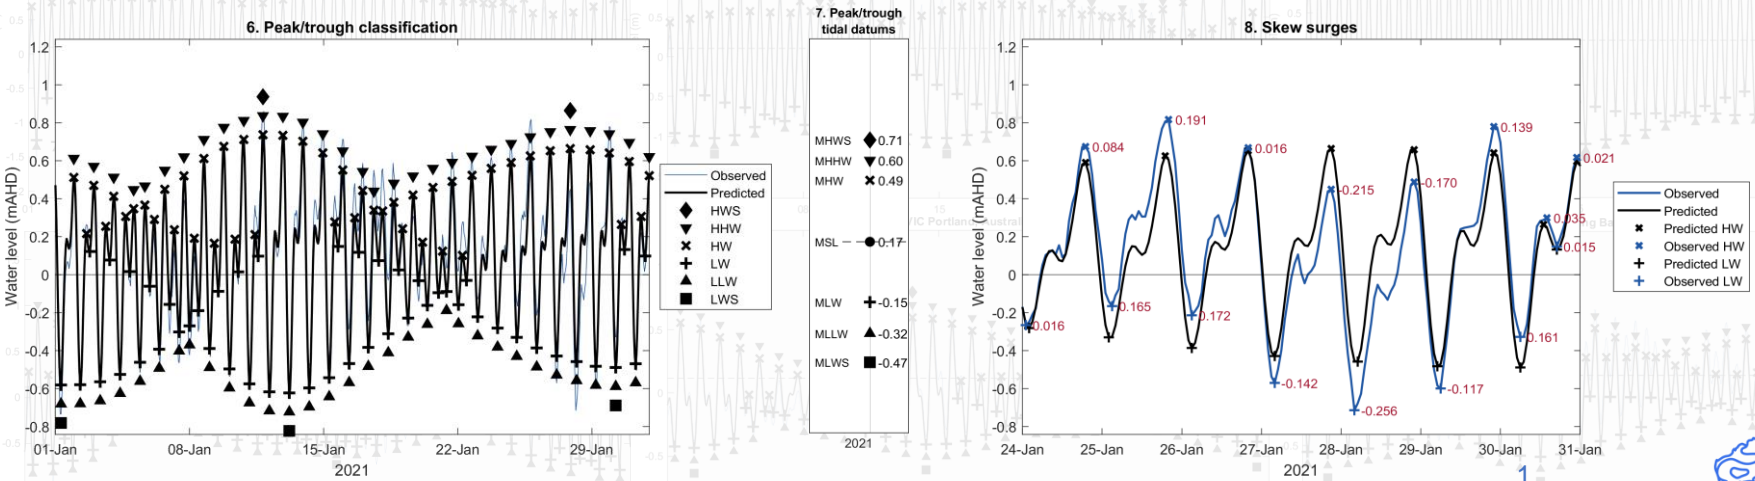 6. Peak/trough classification
1.2
1
0.8
0.6
0.4
0.2
0
-0.2
-0.4
-0.6
-0.8
Water level (mAHD)
01-Jan
08-Jan
15-Jan
22-Jan
29-Jan
2021
Observed
Predicted
HWS
HHW
HW
LW
LLW
LWS
7. Peak/trough
tidal datums
MHWS 0.71
MHHW 0.60
MHW 0.49
MSL 0.17
MLW -0.15
MLLW -0.32
MLWS -0.47
2021
8. Skew surges
1.2
1
0.8
0.6
0.4
0.2
0
-0.2
-0.4
-0.6
-0.8
Water level (mAHD)
0.016
0.084
0.165
0.191
0.172
0.016
-0.142
-0.215
-0.256
-0.170
-0.117
0.139
0.161
0.035
0.015
0.021
24-Jan
25-Jan
26-Jan
27-Jan
28-Jan
29-Jan
30-Jan
31-Jan
2021
Observed
Predicted
Predicted HW
Observed HW
Predicted LW
Observed LW
1